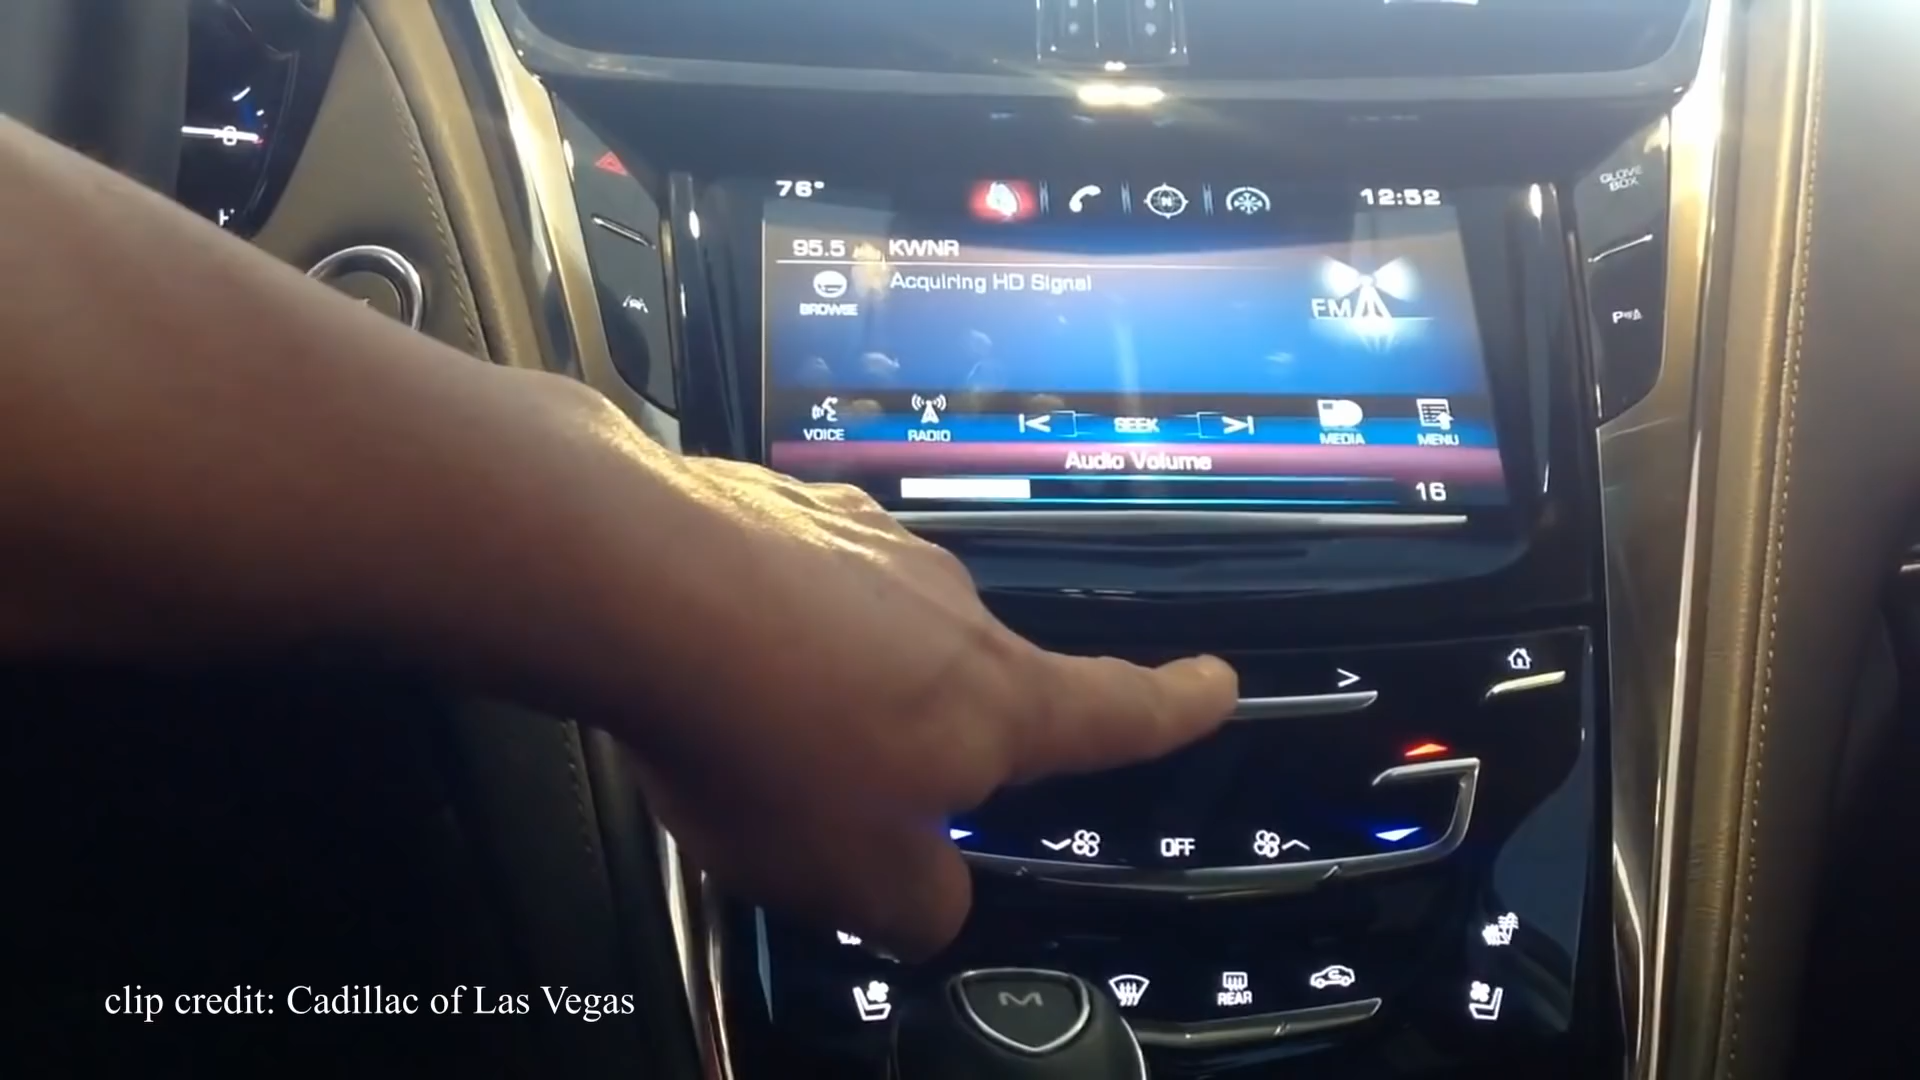 GLOVE
BOX
76°
12:52
95.5
KWNR
BROWSE
Acquiring HD Signal
FM
VOICE
RADIO
SEEK
MEDIA
MENU
Audio Volume
16
OFF
REAR
M
clip credit: Cadillac of Las Vegas